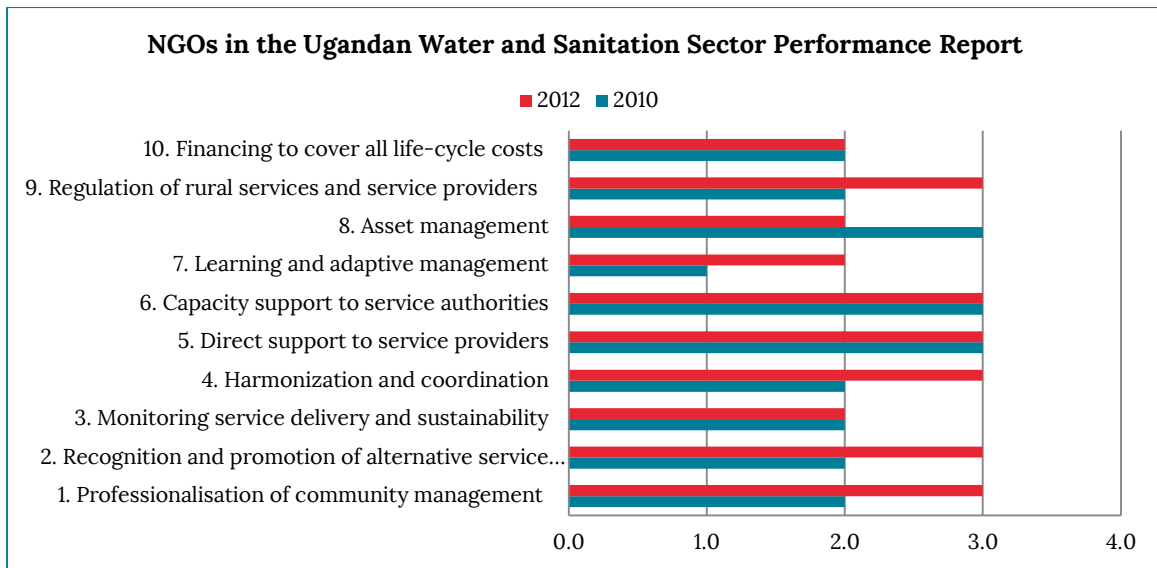 NGOs in the Ugandan Water and Sanitation Sector Performance Report
2012 2010
10. Financing to cover all life-cycle costs
9. Regulation of rural services and service providers
8. Asset management
7. Learning and adaptive management
6. Capacity support to service authorities
5. Direct support to service providers
4. Harmonization and coordination
3. Monitoring service delivery and sustainability
2. Recognition and promotion of alternative service…
1. Professionalisation of community management
0.0 1.0 2.0 3.0 4.0